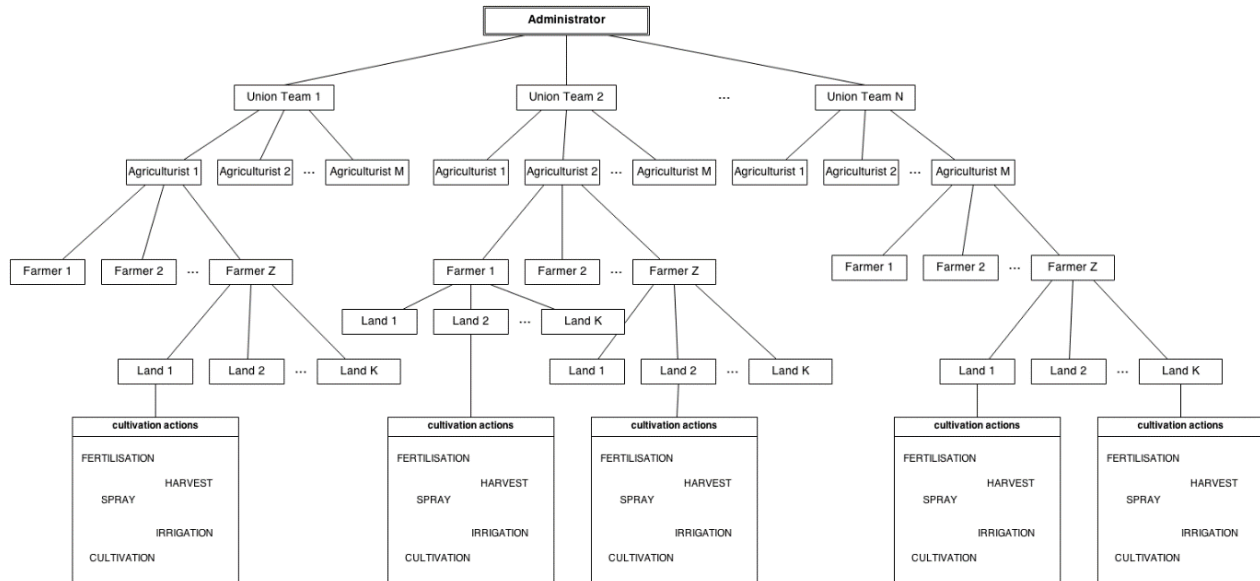 Administrator
Union Team 1
Union Team 2
...
Union Team N
Agriculturist 1
Agriculturist 2
...
Agriculturist M
Agriculturist 1
Agriculturist 2
...
Agriculturist M
Agriculturist 1
Agriculturist 2
...
Agriculturist M
Farmer 1
Farmer 2
...
Farmer Z
Farmer 1
Farmer 2
...
Farmer Z
Farmer 1
Farmer 2
...
Farmer Z
Land 1
Land 2
...
Land K
Land 1
Land 2
...
Land K
Land 1
Land 2
...
Land K
Land 1
Land 2
...
Land K
cultivation actions
FERTILISATION
HARVEST
SPRAY
IRRIGATION
CULTIVATION
cultivation actions
FERTILISATION
HARVEST
SPRAY
IRRIGATION
CULTIVATION
cultivation actions
FERTILISATION
HARVEST
SPRAY
IRRIGATION
CULTIVATION
cultivation actions
FERTILISATION
HARVEST
SPRAY
IRRIGATION
CULTIVATION
cultivation actions
FERTILISATION
HARVEST
SPRAY
IRRIGATION
CULTIVATION